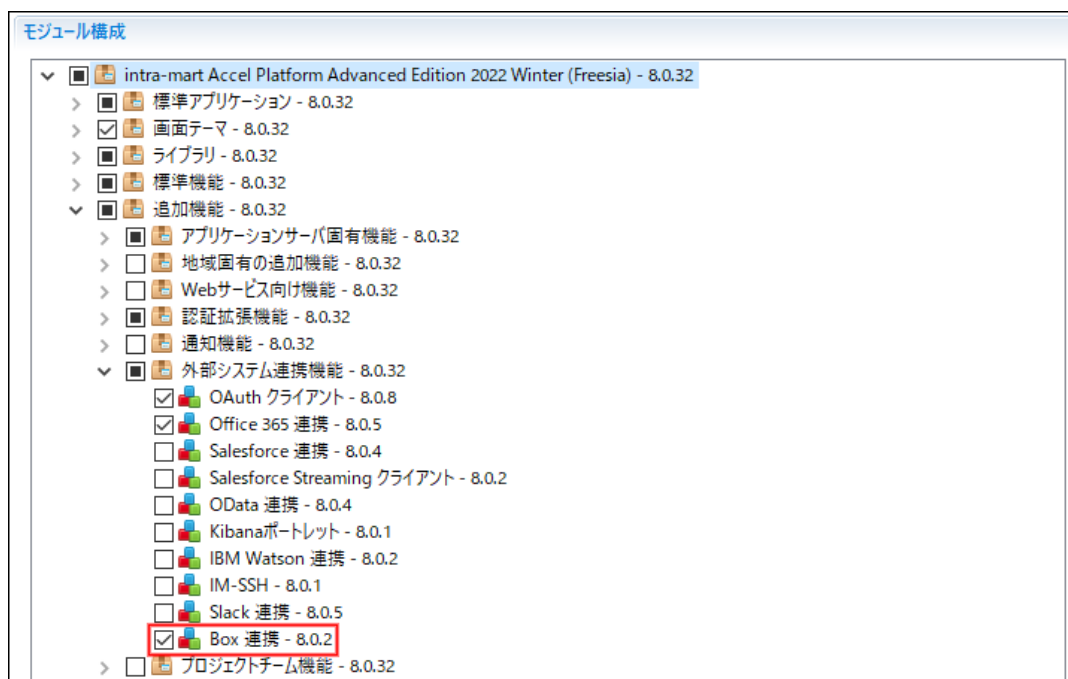 モジュール構成
intra-mart Accel Platform Advanced Edition 2022 Winter (Freesia) - 8.0.32
標準アプリケーション - 8.0.32
画面テーマ - 8.0.32
ライブラリ - 8.0.32
標準機能 - 8.0.32
追加機能 - 8.0.32
アプリケーションサーバ固有機能 - 8.0.32
地域固有の追加機能 - 8.0.32
Webサービス向け機能 - 8.0.32
認証拡張機能 - 8.0.32
通知機能 - 8.0.32
外部システム連携機能 - 8.0.32
OAuth クライアント - 8.0.8
Office 365 連携 - 8.0.5
Salesforce 連携 - 8.0.4
Salesforce Streaming クライアント - 8.0.2
OData 連携 - 8.0.4
Kibanaポートレット - 8.0.1
IBM Watson 連携 - 8.0.2
IM-SSH - 8.0.1
Slack 連携 - 8.0.5
Box 連携 - 8.0.2
プロジェクトチーム機能 - 8.0.32